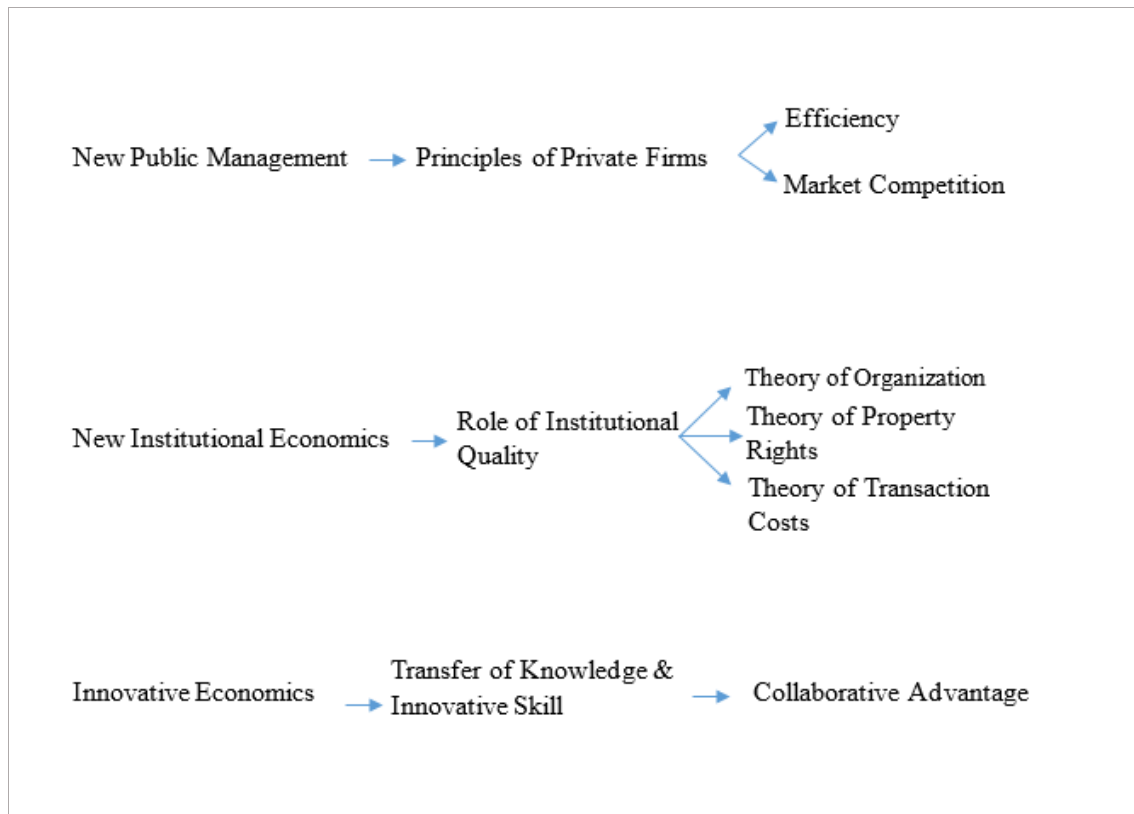 Efficiency
New Public Management
Principles of Private Firms
Market Competition
Theory of Organization
Theory of Property
Rights
New Institutional Economics
Role of Institutional
Quality
Theory of Transaction
Costs
Innovative Economics
Transfer of Knowledge &
Innovative Skill
Collaborative Advantage